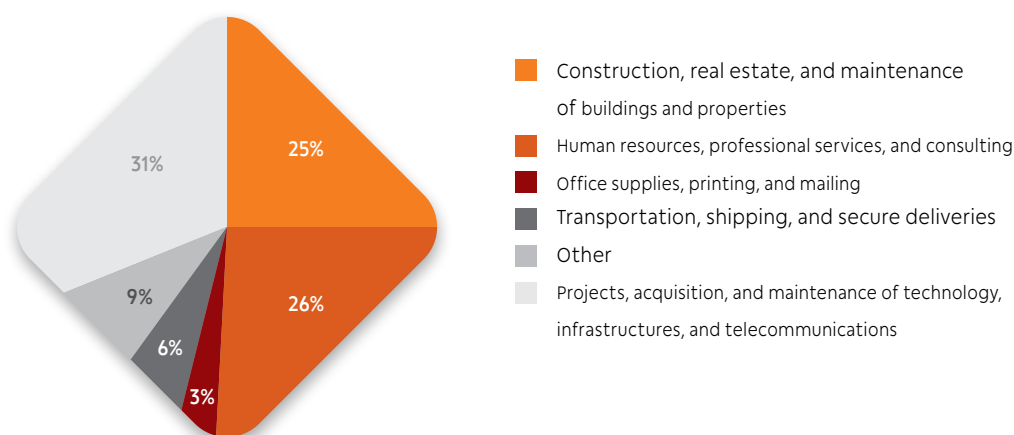 25%
31%
9%
26%
6%
3%
Construction, real estate, and maintenance
of buildings and properties
Human resources, professional services, and consulting
Office supplies, printing, and mailing
Transportation, shipping, and secure deliveries
Other
Projects, acquisition, and maintenance of technology,
infrastructures, and telecommunications